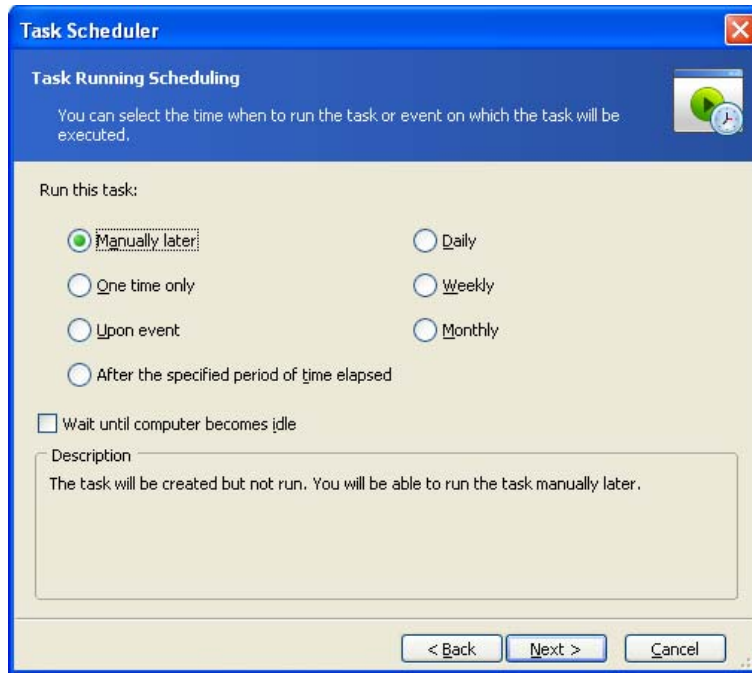 Task Scheduler
Task Running Scheduling
You can select the time when to run the task or event on which the task will be
executed.
Run this task:
Manually later
Daily
One time only
Weekly
Upon event
Monthly
After the specified period of time elapsed
Wait until computer becomes idle
Description
The task will be created but not run. You will be able to run the task manually later.
< Back
Next >
Cancel